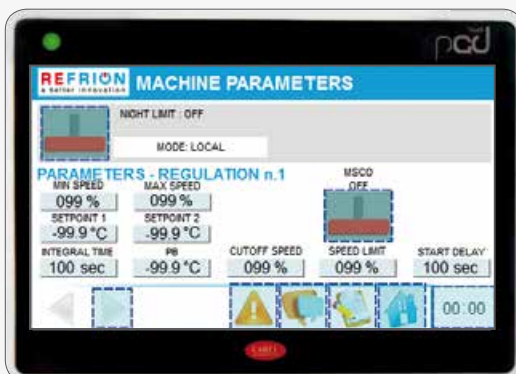 pGD
REFRION MACHINE PARAMETERS
a better innovation
NIGHT LIMIT : OFF
MODE: LOCAL
PARAMETERS - REGULATION n.1
MSCO
OFF
MIN SPEED MAX SPEED
099 % 099 %
SETPOINT 1 SETPOINT 2
-99.9 °C -99.9 °C
INTEGRAL TIME PB CUTOFF SPEED SPEED LIMIT START DELAY
100 sec -99.9 °C 099 % 099 % 100 sec
00:00
CAREL